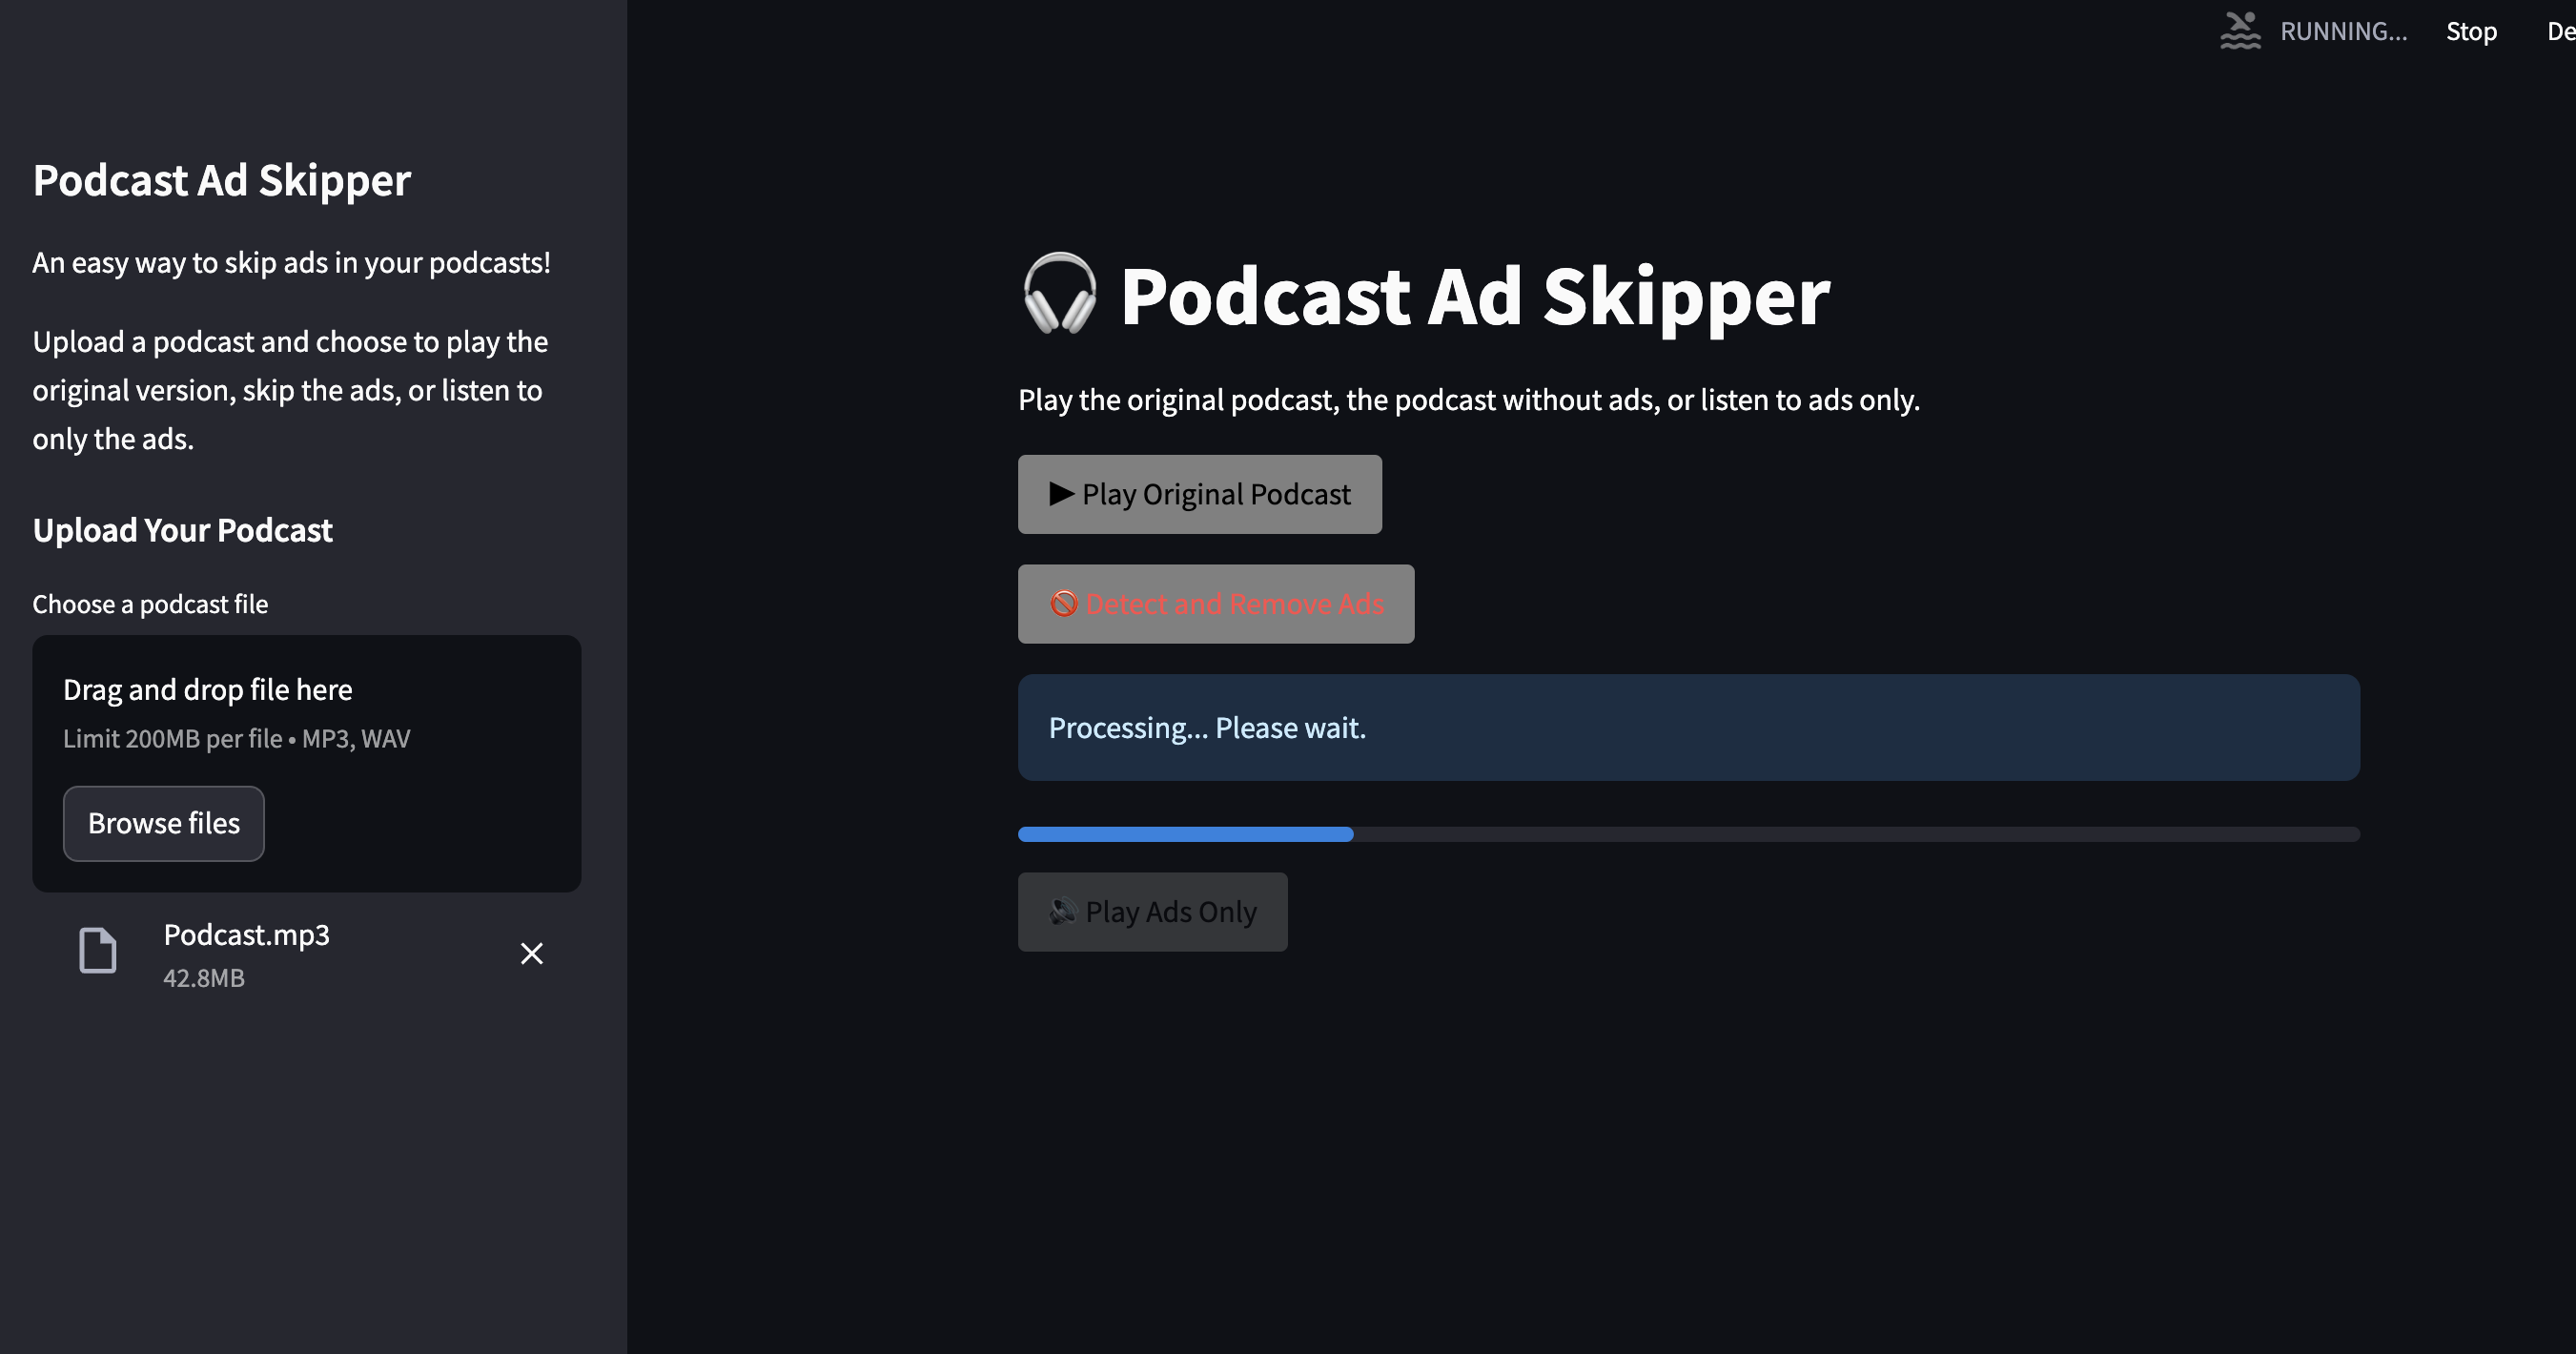 RUNNING...
Stop
Podcast Ad Skipper
An easy way to skip ads in your podcasts!
Upload a podcast and choose to play the
original version, skip the ads, or listen to
only the ads.
Upload Your Podcast
Choose a podcast file
Drag and drop file here
Limit 200MB per file • MP3, WAV
Browse files
Podcast.mp3
42.8MB
🎧 Podcast Ad Skipper
Play the original podcast, the podcast without ads, or listen to ads only.
▶ Play Original Podcast
🚫 Detect and Remove Ads
Processing... Please wait.
🔊 Play Ads Only